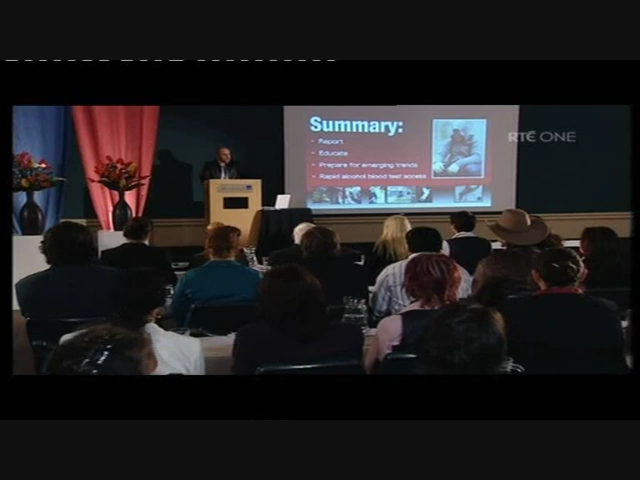 RTÉ ONE
Summary:
• Report
• Educate
• Prepare for emerging trends
• Rapid alcohol blood test access